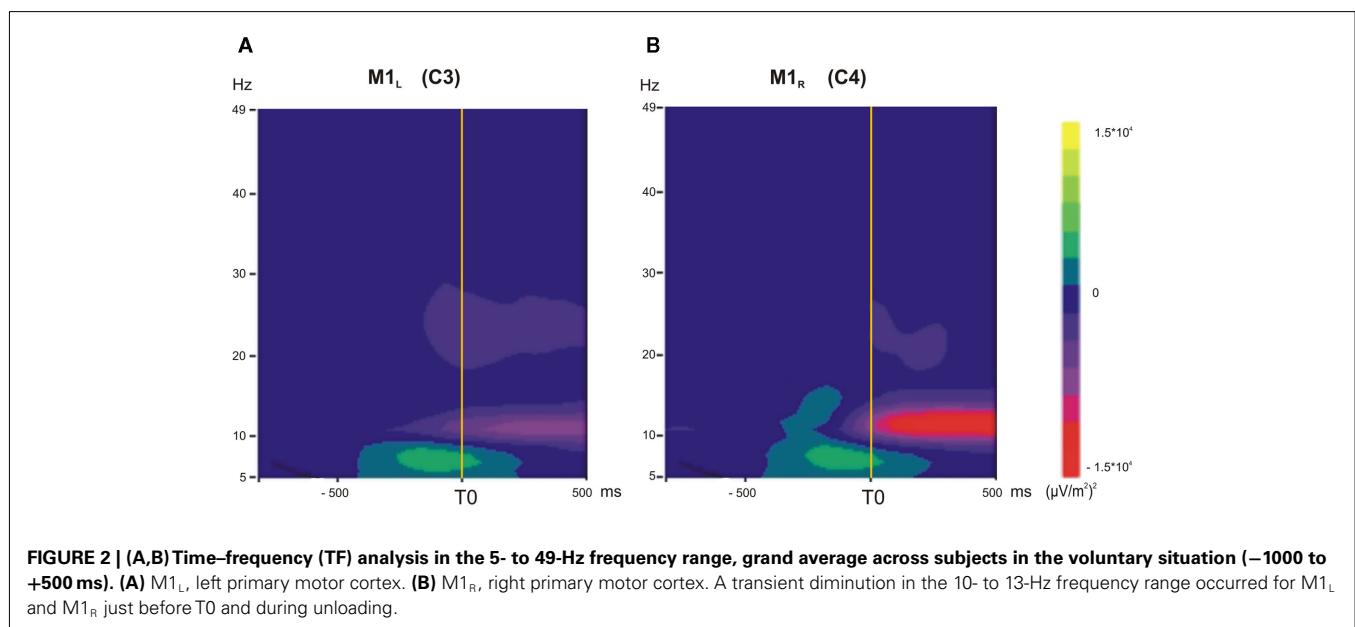 A
B
M1L (C3)
M1R (C4)
Hz
Hz
49
40
30
20
10
5
- 500
T0
500 ms
49
40
30
20
10
5
- 500
T0
500 ms
1.5*10⁴
0
- 1.5*10⁴
(µV/m²)²
FIGURE 2 | (A,B) Time–frequency (TF) analysis in the 5- to 49-Hz frequency range, grand average across subjects in the voluntary situation (−1000 to
+500 ms). (A) M1L, left primary motor cortex. (B) M1R, right primary motor cortex. A transient diminution in the 10- to 13-Hz frequency range occurred for M1L
and M1R just before T0 and during unloading.